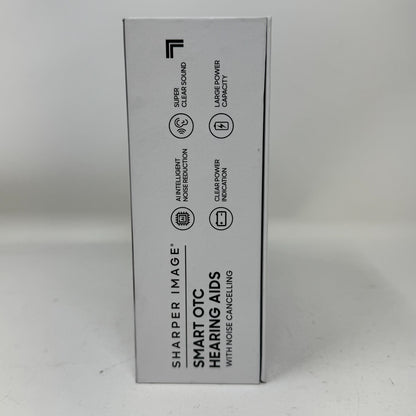 SHARPER IMAGE®
SMART OTC
HEARING AIDS
WITH NOISE CANCELLING
AI INTELLIGENT
NOISE REDUCTION
SUPER
CLEAR SOUND
CLEAR POWER
INDICATION
LARGE POWER
CAPACITY